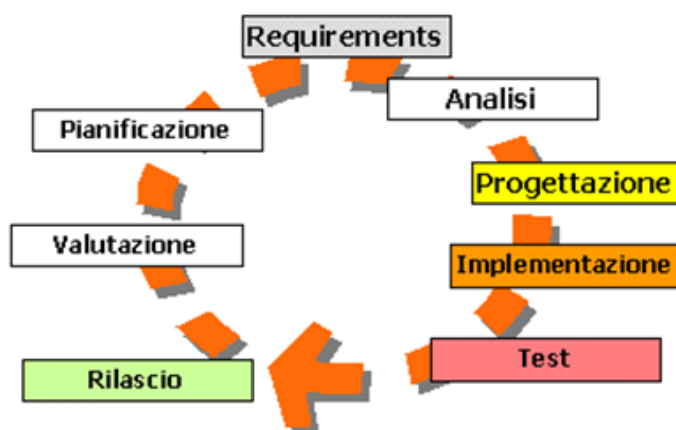 Requirements
Analisi
Progettazione
Implementazione
Test
Rilascio
Valutazione
Pianificazione